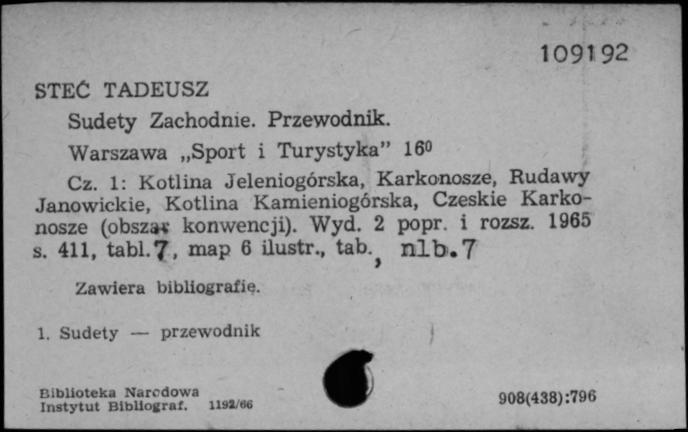 109192
STEĆ TADEUSZ
Sudety Zachodnie. Przewodnik.
Warszawa „Sport i Turystyka” 16⁰
Cz. 1: Kotlina Jeleniogórska, Karkonosze, Rudawy
Janowickie, Kotlina Kamieniogórska, Czeskie Karko-
nosze (obszar konwencji). Wyd. 2 popr. i rozsz. 1965
s. 411, tabl. 7, map 6 ilustr., tab., nlb. 7
Zawiera bibliografię.
1. Sudety — przewodnik
Biblioteka Narodowa
Instytut Bibliograf. 1192/66
908(438):796